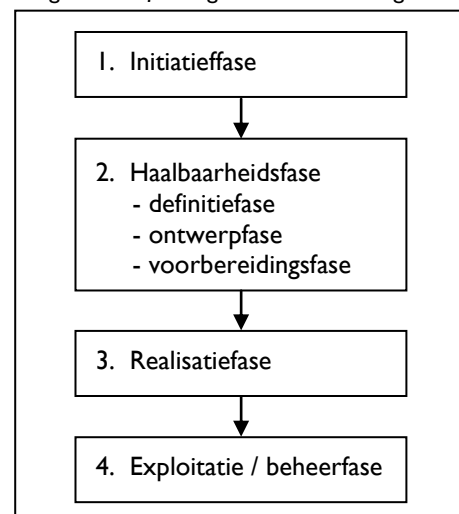 1. Initiatieffase
2. Haalbaarheidsfase
- definitiefase
- ontwerpfase
- voorbereidingsfase
3. Realisatiefase
4. Exploitatie / beheerfase